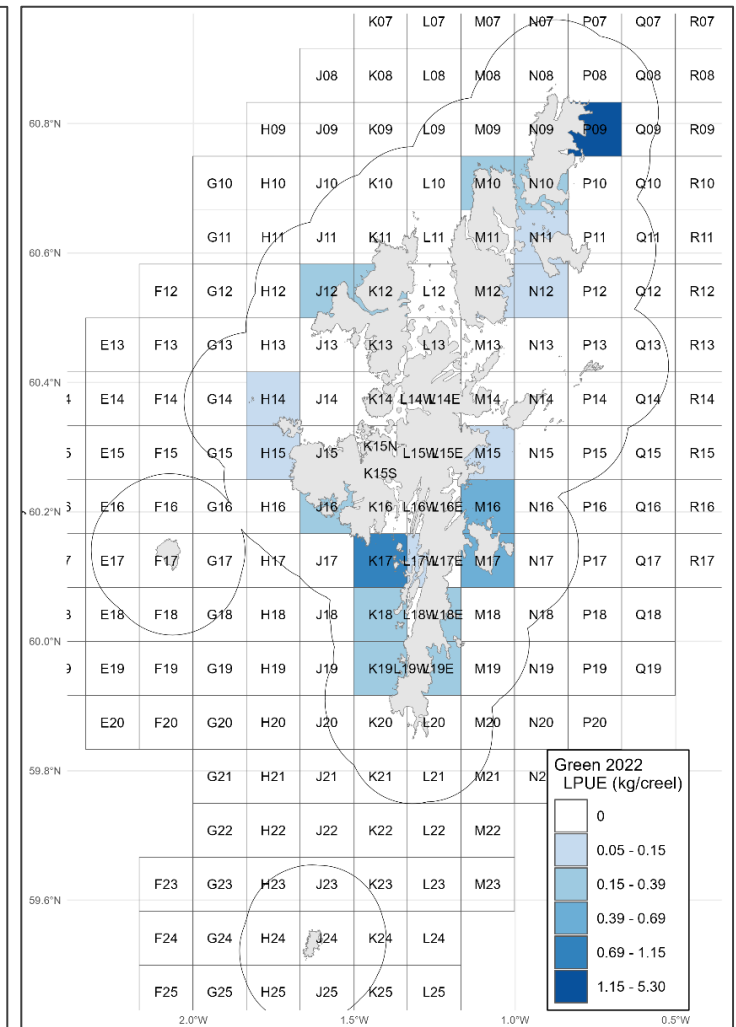 K07 L07 M07 N07 P07 Q07 R07
J08 K08 L08 M08 N08 P08 Q08 R08
60.8°N
H09 J09 K09 L09 M09 N09 P09 Q09 R09
G10 H10 J10 K10 L10 M10 N10 P10 Q10 R10
G11 H11 J11 K11 L11 M11 N11 P11 Q11 R11
60.6°N
F12 G12 H12 J12 K12 L12 M12 N12 P12 Q12 R12
E13 F13 G13 H13 J13 K13 L13 M13 N13 P13 Q13 R13
60.4°N
4 E14 F14 G14 H14 J14 K14 L14W L14E M14 N14 P14 Q14 R14
K15N
5 E15 F15 G15 H15 J15 L15W L15E M15 N15 P15 Q15 R15
K15S
60.2°N
6 E16 F16 G16 H16 J16 K16 L16W L16E M16 N16 P16 Q16 R16
7 E17 F17 G17 H17 J17 K17 L17W L17E M17 N17 P17 Q17 R17
8 E18 F18 G18 H18 J18 K18 L18W L18E M18 N18 P18 Q18
60.0°N
9 E19 F19 G19 H19 J19 K19 L19W L19E M19 N19 P19 Q19
E20 F20 G20 H20 J20 K20 L20 M20 N20 P20
59.8°N
G21 H21 J21 K21 L21 M21 N2
G22 H22 J22 K22 L22 M22
F23 G23 H23 J23 K23 L23 M23
59.6°N
F24 G24 H24 J24 K24 L24
F25 G25 H25 J25 K25 L25
2.0°W 1.5°W 1.0°W 0.5°W
Green 2022
LPUE (kg/creel)
0
0.05 - 0.15
0.15 - 0.39
0.39 - 0.69
0.69 - 1.15
1.15 - 5.30